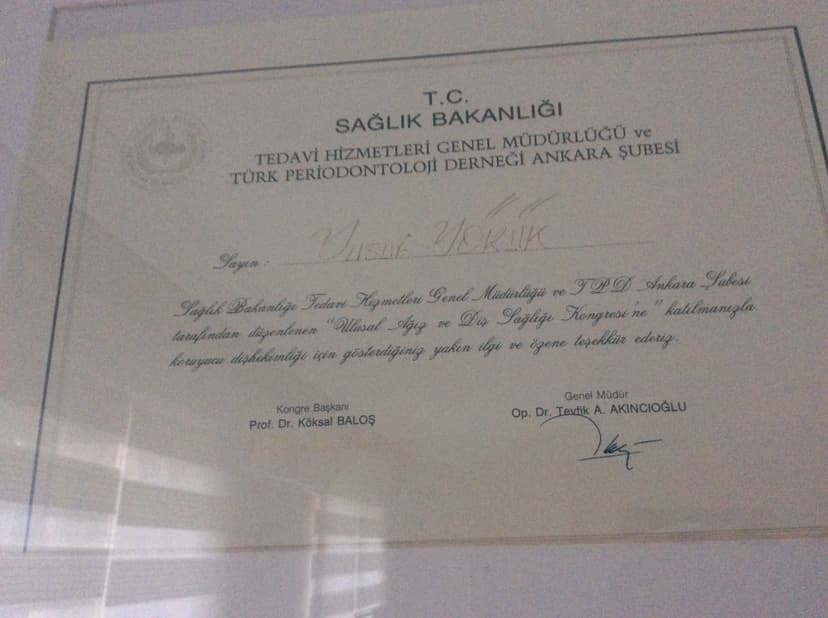 T.C.
SAĞLIK BAKANLIĞI
TEDAVİ HİZMETLERİ GENEL MÜDÜRLÜĞÜ ve
TÜRK PERİODONTOLOJİ DERNEĞİ ANKARA ŞUBESİ
Sayın : Yusuf YÖRÜK
Sağlık Bakanlığı Tedavi Hizmetleri Genel Müdürlüğü ve T P D Ankara Şubesi
tarafından düzenlenen "Ulusal Ağız ve Diş Sağlığı Kongresi'ne" katılmanızla
koruyucu dişhekimliği için gösterdiğiniz yakın ilgi ve özene teşekkür ederiz.
Kongre Başkanı
Prof. Dr. Köksal BALOŞ
Genel Müdür
Op. Dr. Tevfik A. AKINCIOĞLU